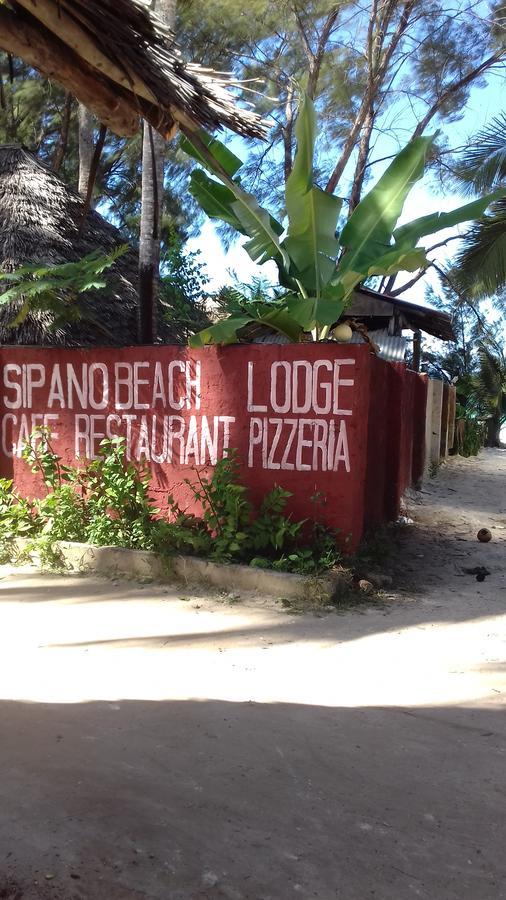 SIPANO BEACH LODGE
CAFE RESTAURANT PIZZERIA